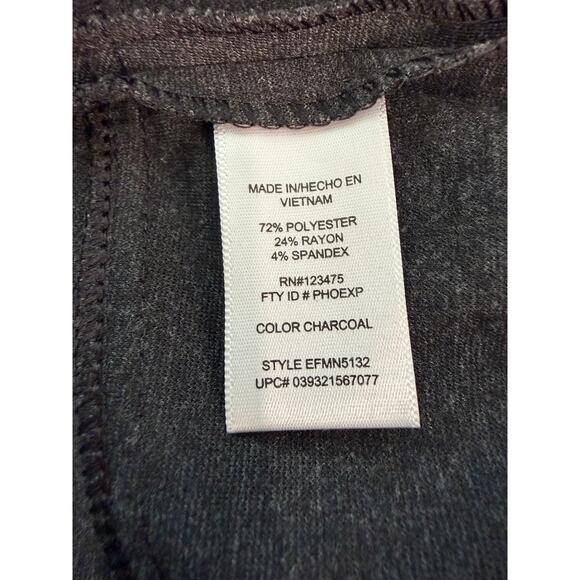 MADE IN/HECHO EN
VIETNAM
72% POLYESTER
24% RAYON
4% SPANDEX
RN#123475
FTY ID # PHOEXP
COLOR CHARCOAL
STYLE EFMN5132
UPC# 039321567077